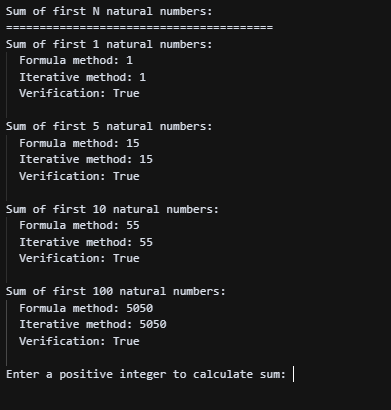 Sum of first N natural numbers:
========================================
Sum of first 1 natural numbers:
Formula method: 1
Iterative method: 1
Verification: True
Sum of first 5 natural numbers:
Formula method: 15
Iterative method: 15
Verification: True
Sum of first 10 natural numbers:
Formula method: 55
Iterative method: 55
Verification: True
Sum of first 100 natural numbers:
Formula method: 5050
Iterative method: 5050
Verification: True
Enter a positive integer to calculate sum: